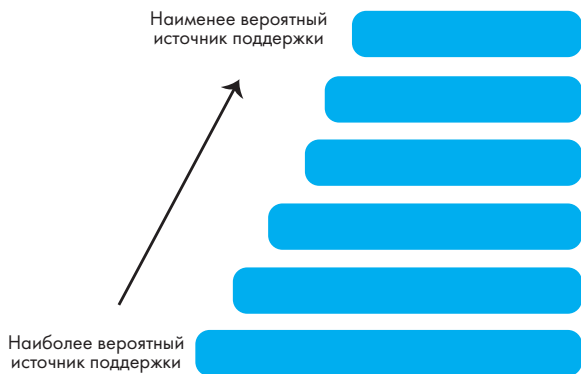 Наименее вероятный
источник поддержки
Наиболее вероятный
источник поддержки